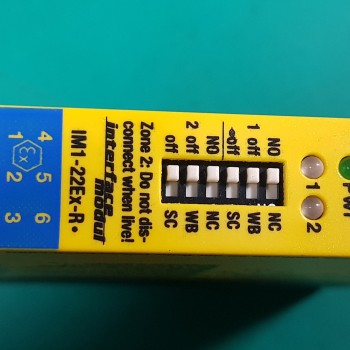 4 5 6
1 Ex 2 3
IM1-22Ex-R•
interface
modul
Zone 2: Do not dis-
connect when live!
off SC
2 off WB
NO NC
off SC
1 off WB
NO NC
1 2
PWR